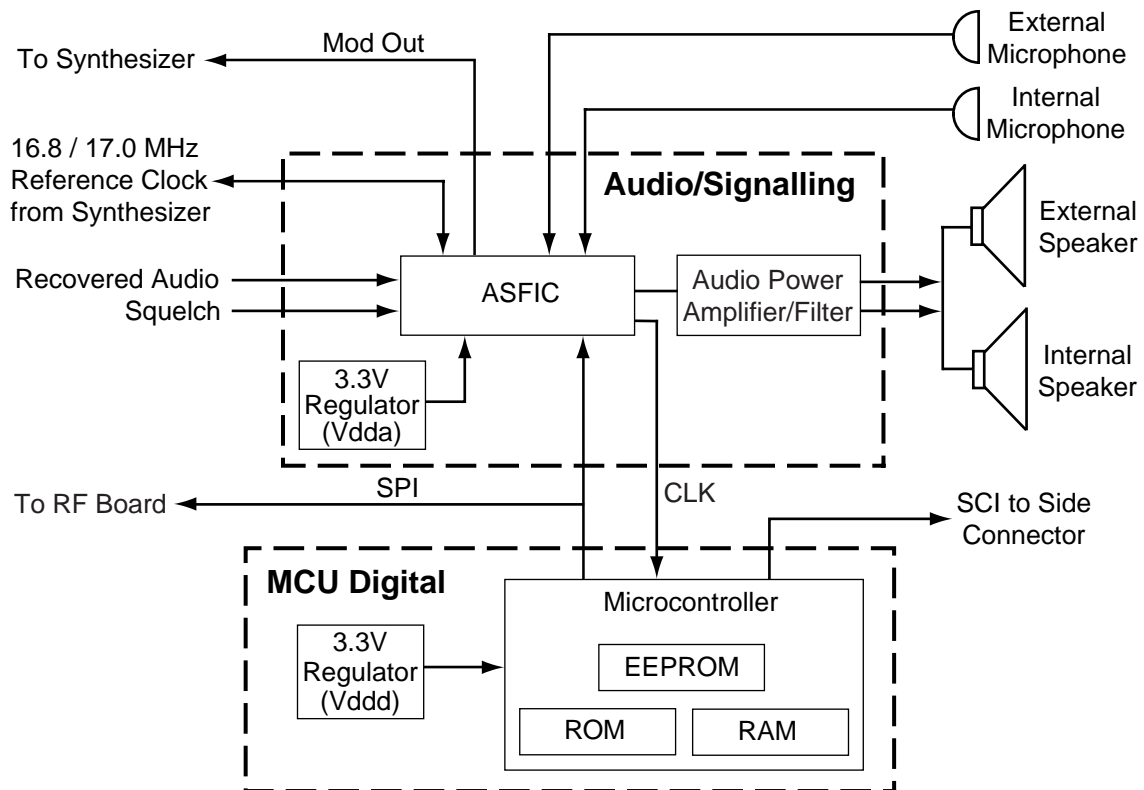 External
Microphone
Mod Out
To Synthesizer
Internal
Microphone
16.8 / 17.0 MHz
Reference Clock
from Synthesizer
Audio/Signalling
External
Speaker
Recovered Audio
Squelch
ASFIC
Audio Power
Amplifier/Filter
3.3V
Regulator
(Vdda)
Internal
Speaker
SPI
CLK
To RF Board
SCI to Side
Connector
MCU Digital
Microcontroller
3.3V
Regulator
(Vddd)
EEPROM
ROM
RAM